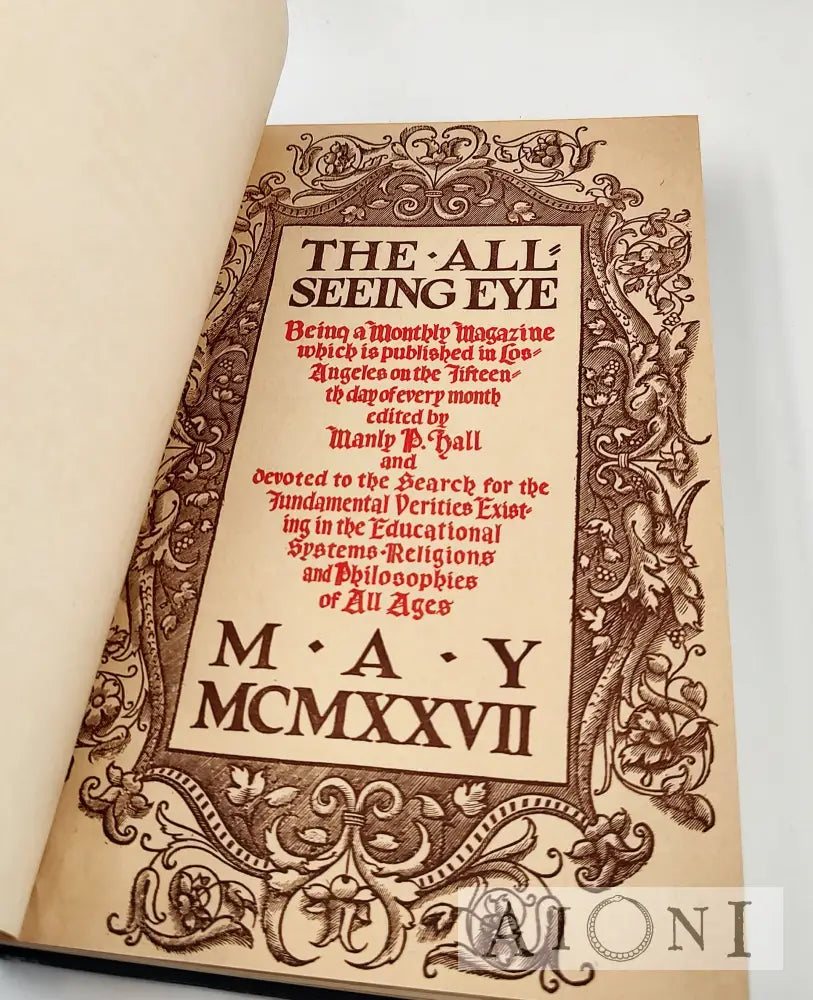 THE · ALL=
SEEING EYE
Being a Monthly Magazine
which is published in Los=
Angeles on the Fifteen=
th day of every month
edited by
Manly P. Hall
and
devoted to the Search for the
Fundamental Verities Exist-
ing in the Educational
Systems·Religions
and Philosophies
of All Ages
M · A · Y
MCMXXVII
AIONI